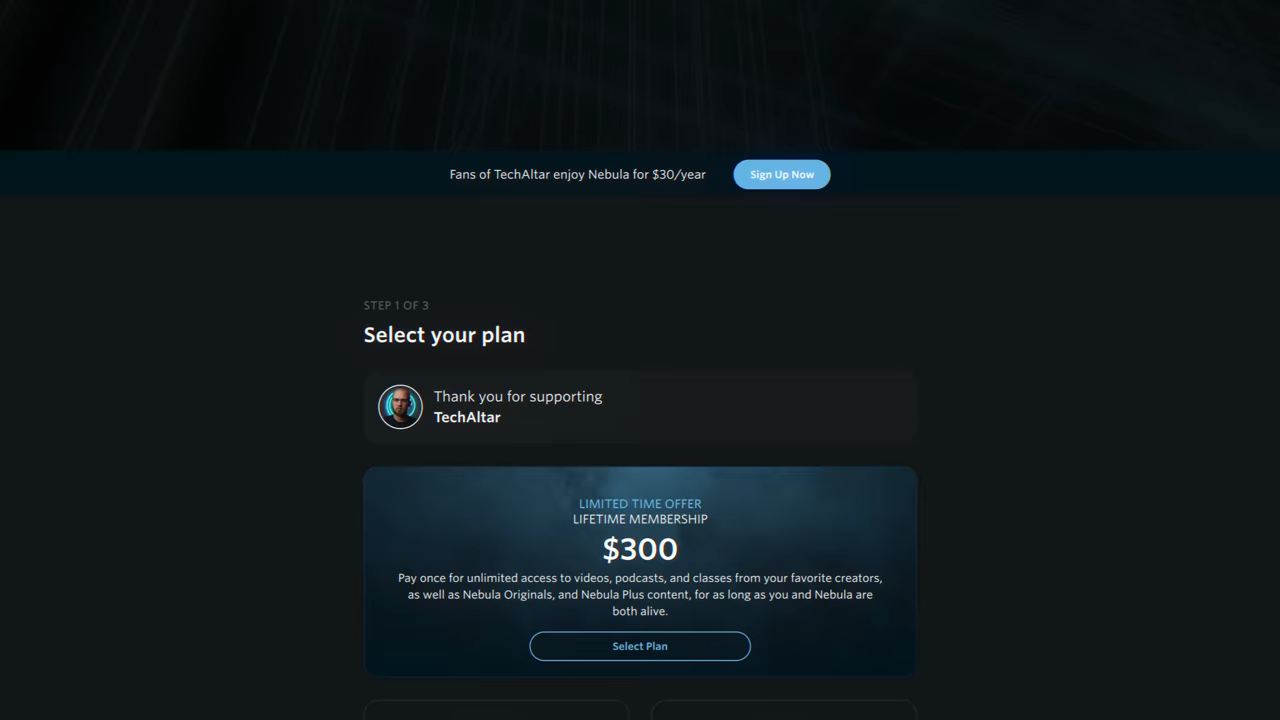 Fans of TechAltar enjoy Nebula for $30/year
Sign Up Now
STEP 1 OF 3
Select your plan
Thank you for supporting
TechAltar
LIMITED TIME OFFER
LIFETIME MEMBERSHIP
$300
Pay once for unlimited access to videos, podcasts, and classes from your favorite creators,
as well as Nebula Originals, and Nebula Plus content, for as long as you and Nebula are
both alive.
Select Plan